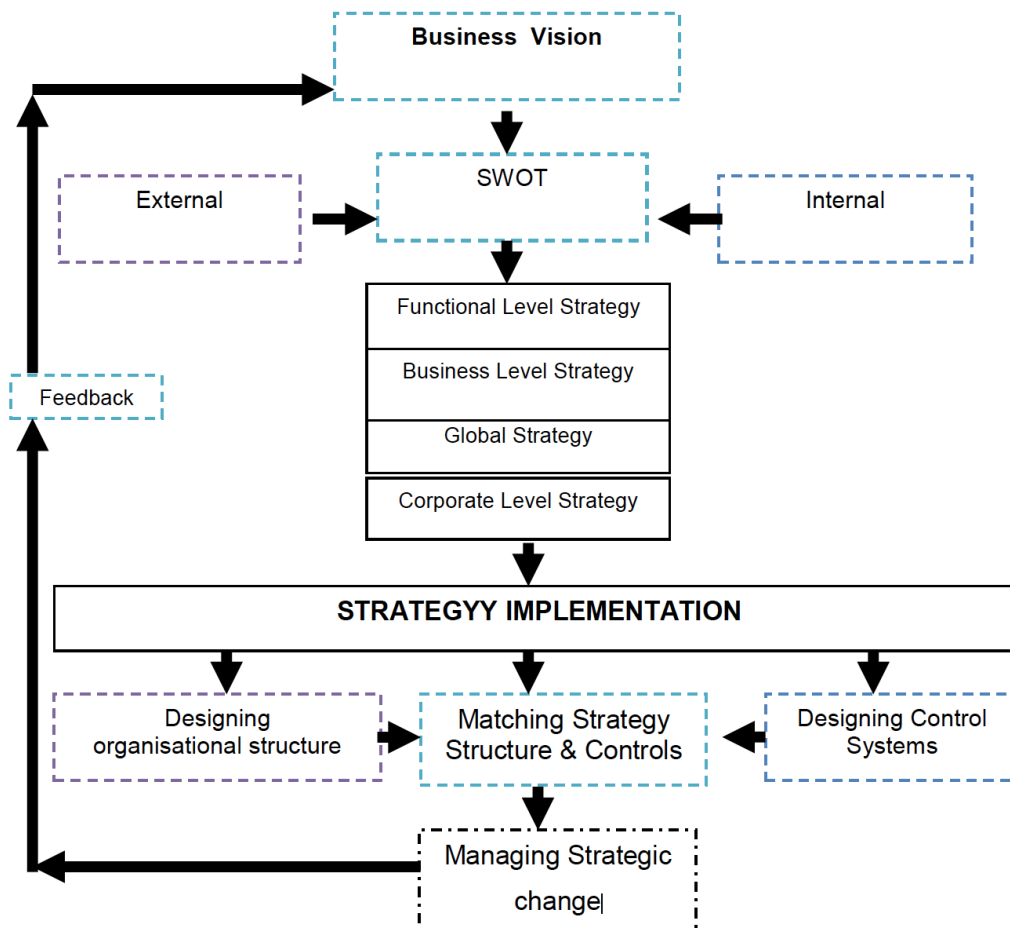 Business Vision
SWOT
External
Internal
Functional Level Strategy
Business Level Strategy
Feedback
Global Strategy
Corporate Level Strategy
STRATEGYY IMPLEMENTATION
Designing
organisational structure
Matching Strategy
Structure & Controls
Designing Control
Systems
Managing Strategic
change